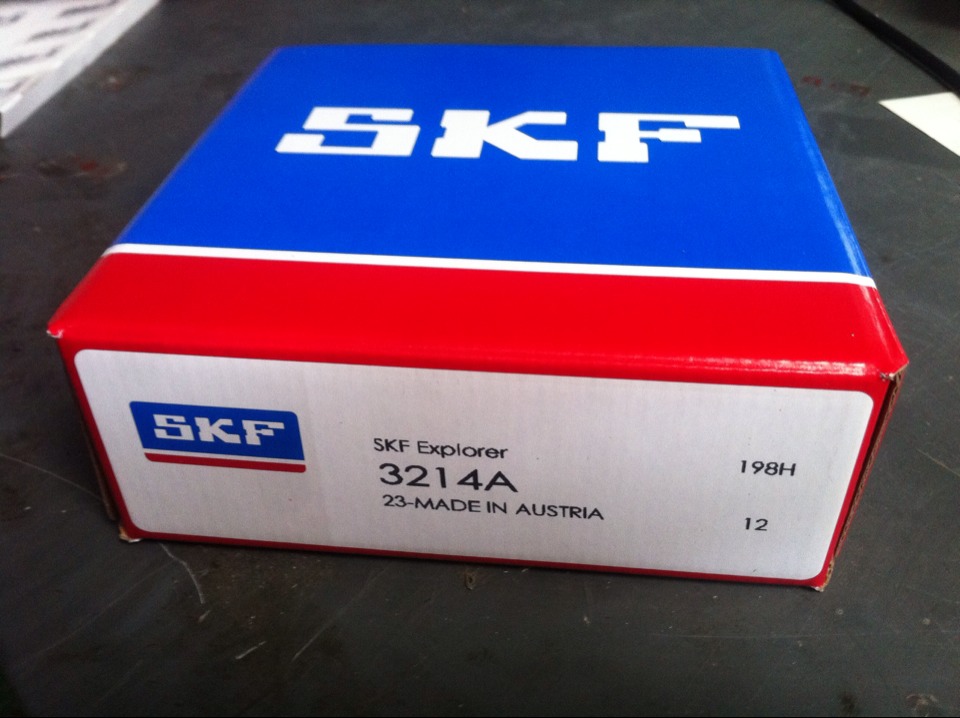 SKF
SKF
SKF Explorer
3214A
23-MADE IN AUSTRIA
198H
12